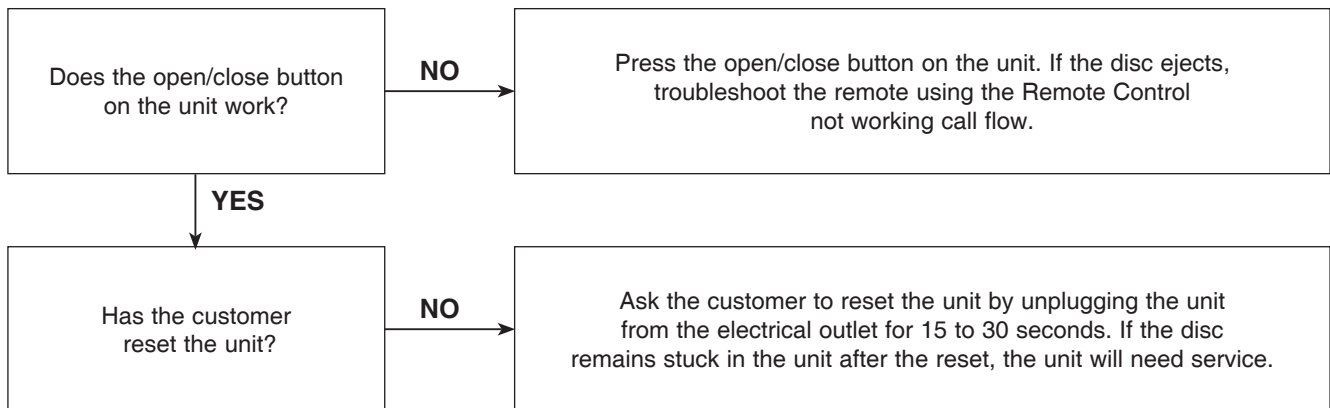 Does the open/close button
on the unit work?
NO
Press the open/close button on the unit. If the disc ejects,
troubleshoot the remote using the Remote Control
not working call flow.
YES
Has the customer
reset the unit?
NO
Ask the customer to reset the unit by unplugging the unit
from the electrical outlet for 15 to 30 seconds. If the disc
remains stuck in the unit after the reset, the unit will need service.